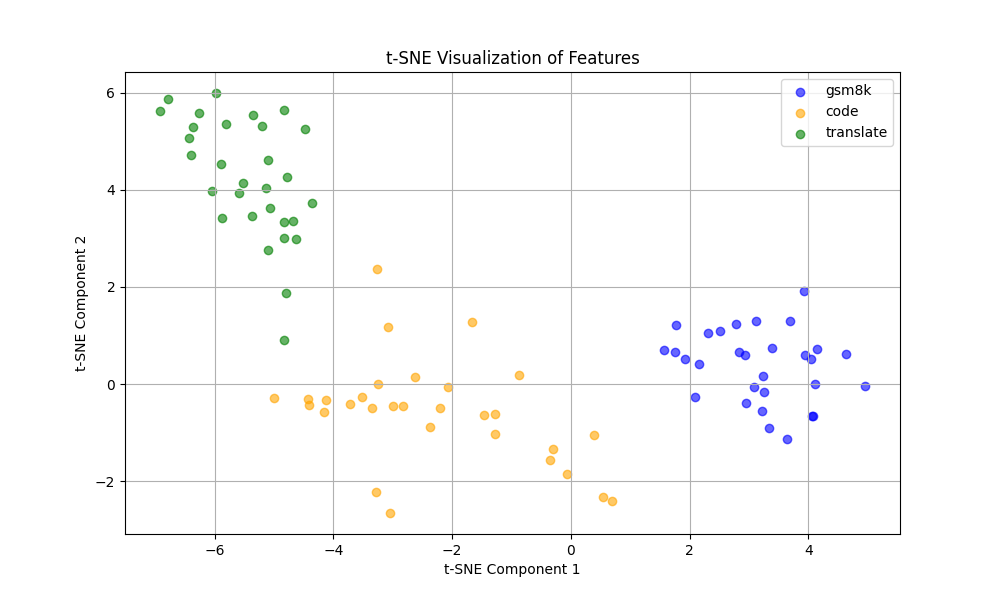 t-SNE Visualization of Features
gsm8k
code
translate
6
4
2
0
−2
t-SNE Component 2
−6
−4
−2
0
2
4
t-SNE Component 1